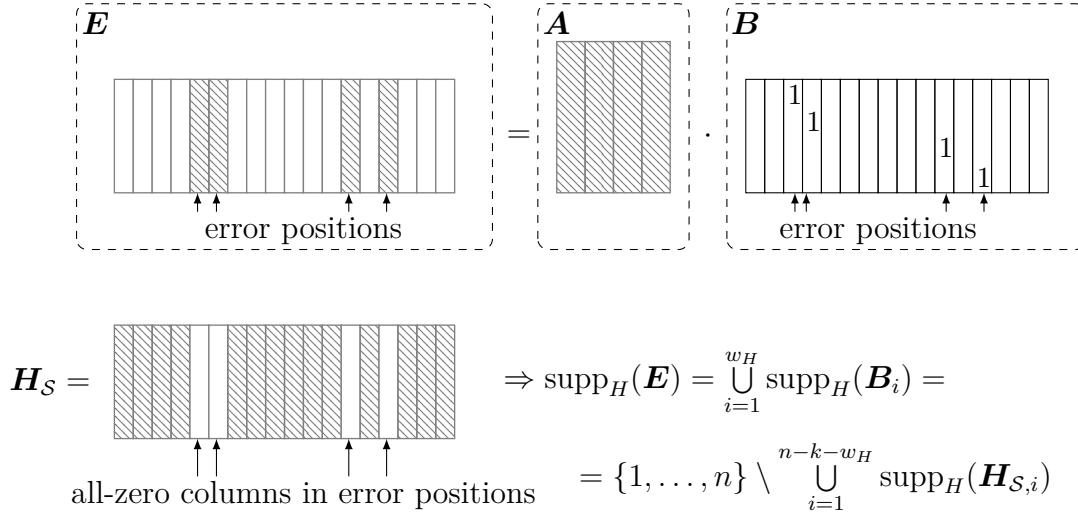 E A B
1
1
1
1
= ·
error positions error positions
H_S = ⇒ supp_H(E) = ⋃_{i=1}^{w_H} supp_H(B_i) =
= {1, . . . , n} \ ⋃_{i=1}^{n−k−w_H} supp_H(H_{S,i})
all-zero columns in error positions